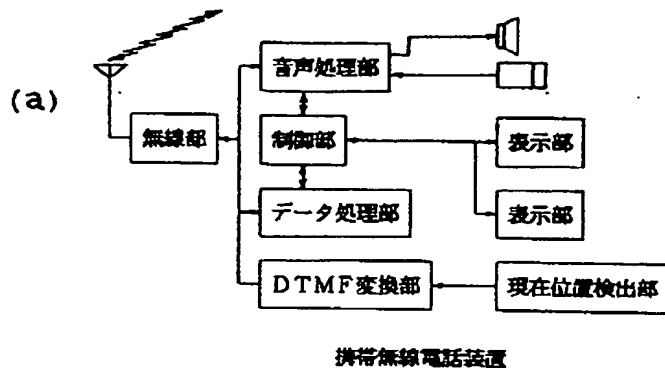 (a)
音声処理部
無線部
制御部
表示部
データ処理部
表示部
DTMF変換部
現在位置検出部
携帯無線電話装置